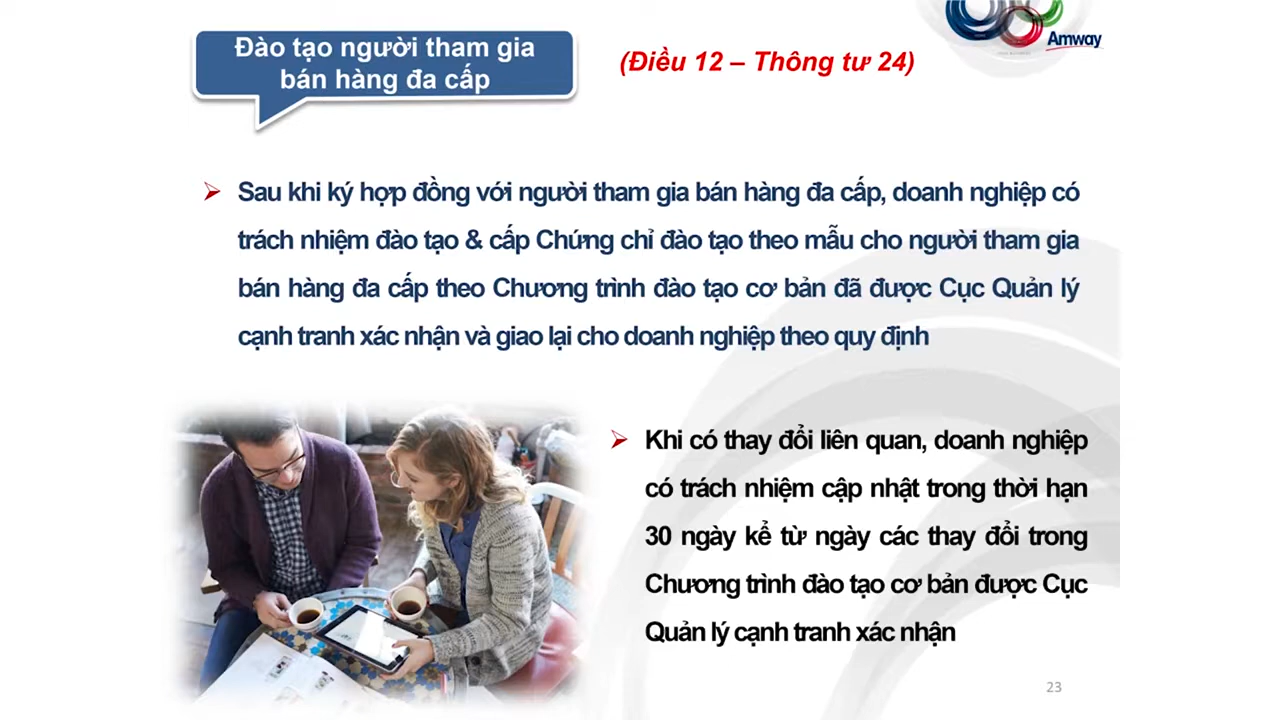 Đào tạo người tham gia
bán hàng đa cấp
(Điều 12 – Thông tư 24)
Amway
Sau khi ký hợp đồng với người tham gia bán hàng đa cấp, doanh nghiệp có
trách nhiệm đào tạo & cấp Chứng chỉ đào tạo theo mẫu cho người tham gia
bán hàng đa cấp theo Chương trình đào tạo cơ bản đã được Cục Quản lý
cạnh tranh xác nhận và giao lại cho doanh nghiệp theo quy định
Khi có thay đổi liên quan, doanh nghiệp
có trách nhiệm cập nhật trong thời hạn
30 ngày kể từ ngày các thay đổi trong
Chương trình đào tạo cơ bản được Cục
Quản lý cạnh tranh xác nhận
23